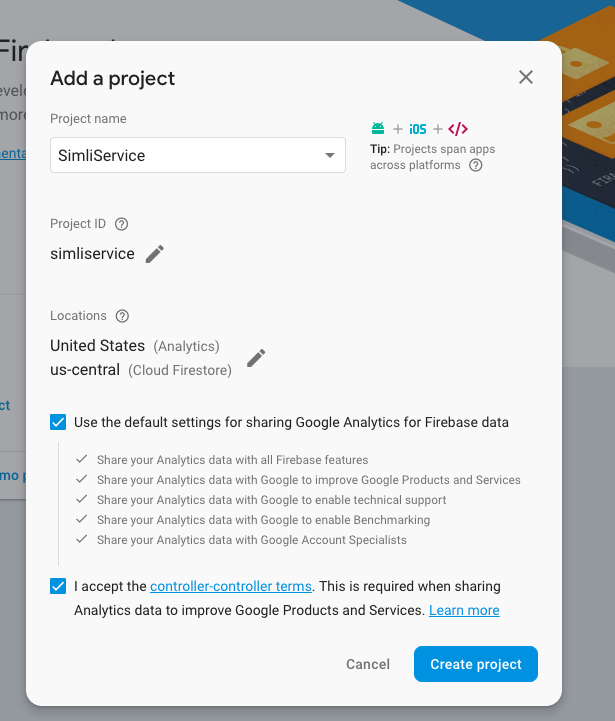 Add a project
Project name
iOS
Tip: Projects span apps
across platforms
SimliService
Project ID
simliservice
Locations
United States (Analytics)
us-central (Cloud Firestore)
Use the default settings for sharing Google Analytics for Firebase data
Share your Analytics data with all Firebase features
Share your Analytics data with Google to improve Google Products and Services
Share your Analytics data with Google to enable technical support
Share your Analytics data with Google to enable Benchmarking
Share your Analytics data with Google Account Specialists
I accept the controller-controller terms. This is required when sharing
Analytics data to improve Google Products and Services. Learn more
Cancel
Create project